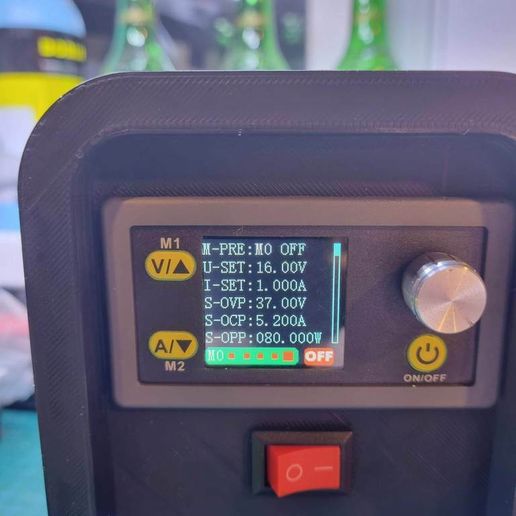 M1
V/▲
A/▼
M2
M-PRE:M0 OFF
U-SET:16.00V
I-SET:1.000A
S-OVP:37.00V
S-OCP:5.200A
S-OPP:080.000W
M0 OFF
ON/OFF